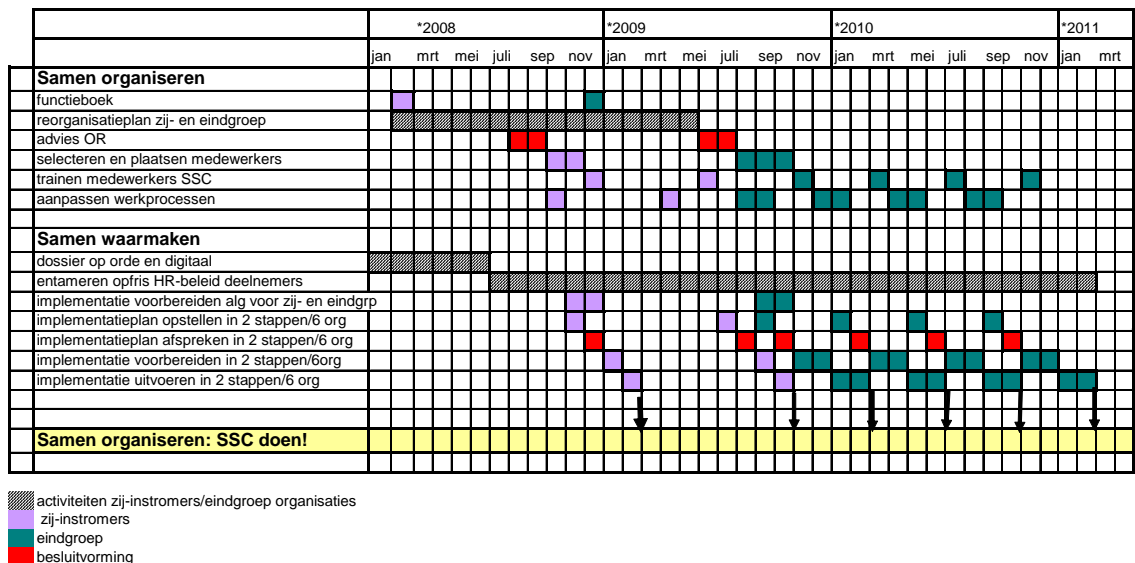 *2008 *2009 *2010 *2011
jan mrt mei juli sep nov jan mrt mei juli sep nov jan mrt mei juli sep nov jan mrt
Samen organiseren
functieboek
reorganisatieplan zij- en eindgroep
advies OR
selecteren en plaatsen medewerkers
trainen medewerkers SSC
aanpassen werkprocessen
Samen waarmaken
dossier op orde en digitaal
entameren opfris HR-beleid deelnemers
implementatie voorbereiden alg voor zij- en eindgrp
implementatieplan opstellen in 2 stappen/6 org
implementatieplan afspreken in 2 stappen/6 org
implementatie voorbereiden in 2 stappen/6org
implementatie uitvoeren in 2 stappen/6 org
Samen organiseren: SSC doen!
activiteiten zij-instromers/eindgroep organisaties
zij-instromers
eindgroep
besluitvorming